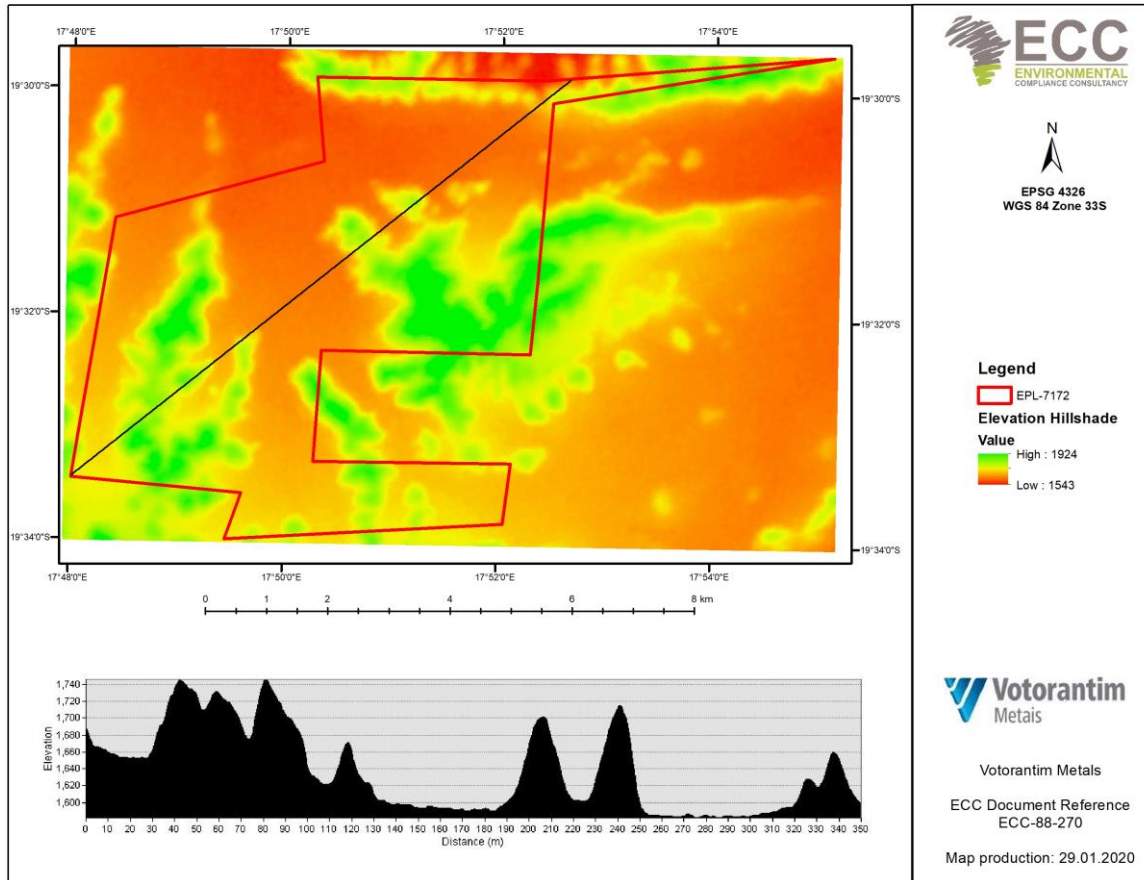 17°48'0"E 17°50'0"E 17°52'0"E 17°54'0"E
19°30'0"S 19°30'0"S
19°32'0"S 19°32'0"S
19°34'0"S 19°34'0"S
17°48'0"E 17°50'0"E 17°52'0"E 17°54'0"E
0 1 2 4 6 8 km
1,740
1,720
1,700
1,680
1,660
1,640
1,620
1,600
Elevation
0 10 20 30 40 50 60 70 80 90 100 110 120 130 140 150 160 170 180 190 200 210 220 230 240 250 260 270 280 290 300 310 320 330 340 350
Distance (m)
ECC
ENVIRONMENTAL
COMPLIANCE CONSULTANCY
N
EPSG 4326
WGS 84 Zone 33S
Legend
EPL-7172
Elevation Hillshade
Value
High : 1924
Low : 1543
Votorantim
Metais
Votorantim Metals
ECC Document Reference
ECC-88-270
Map production: 29.01.2020